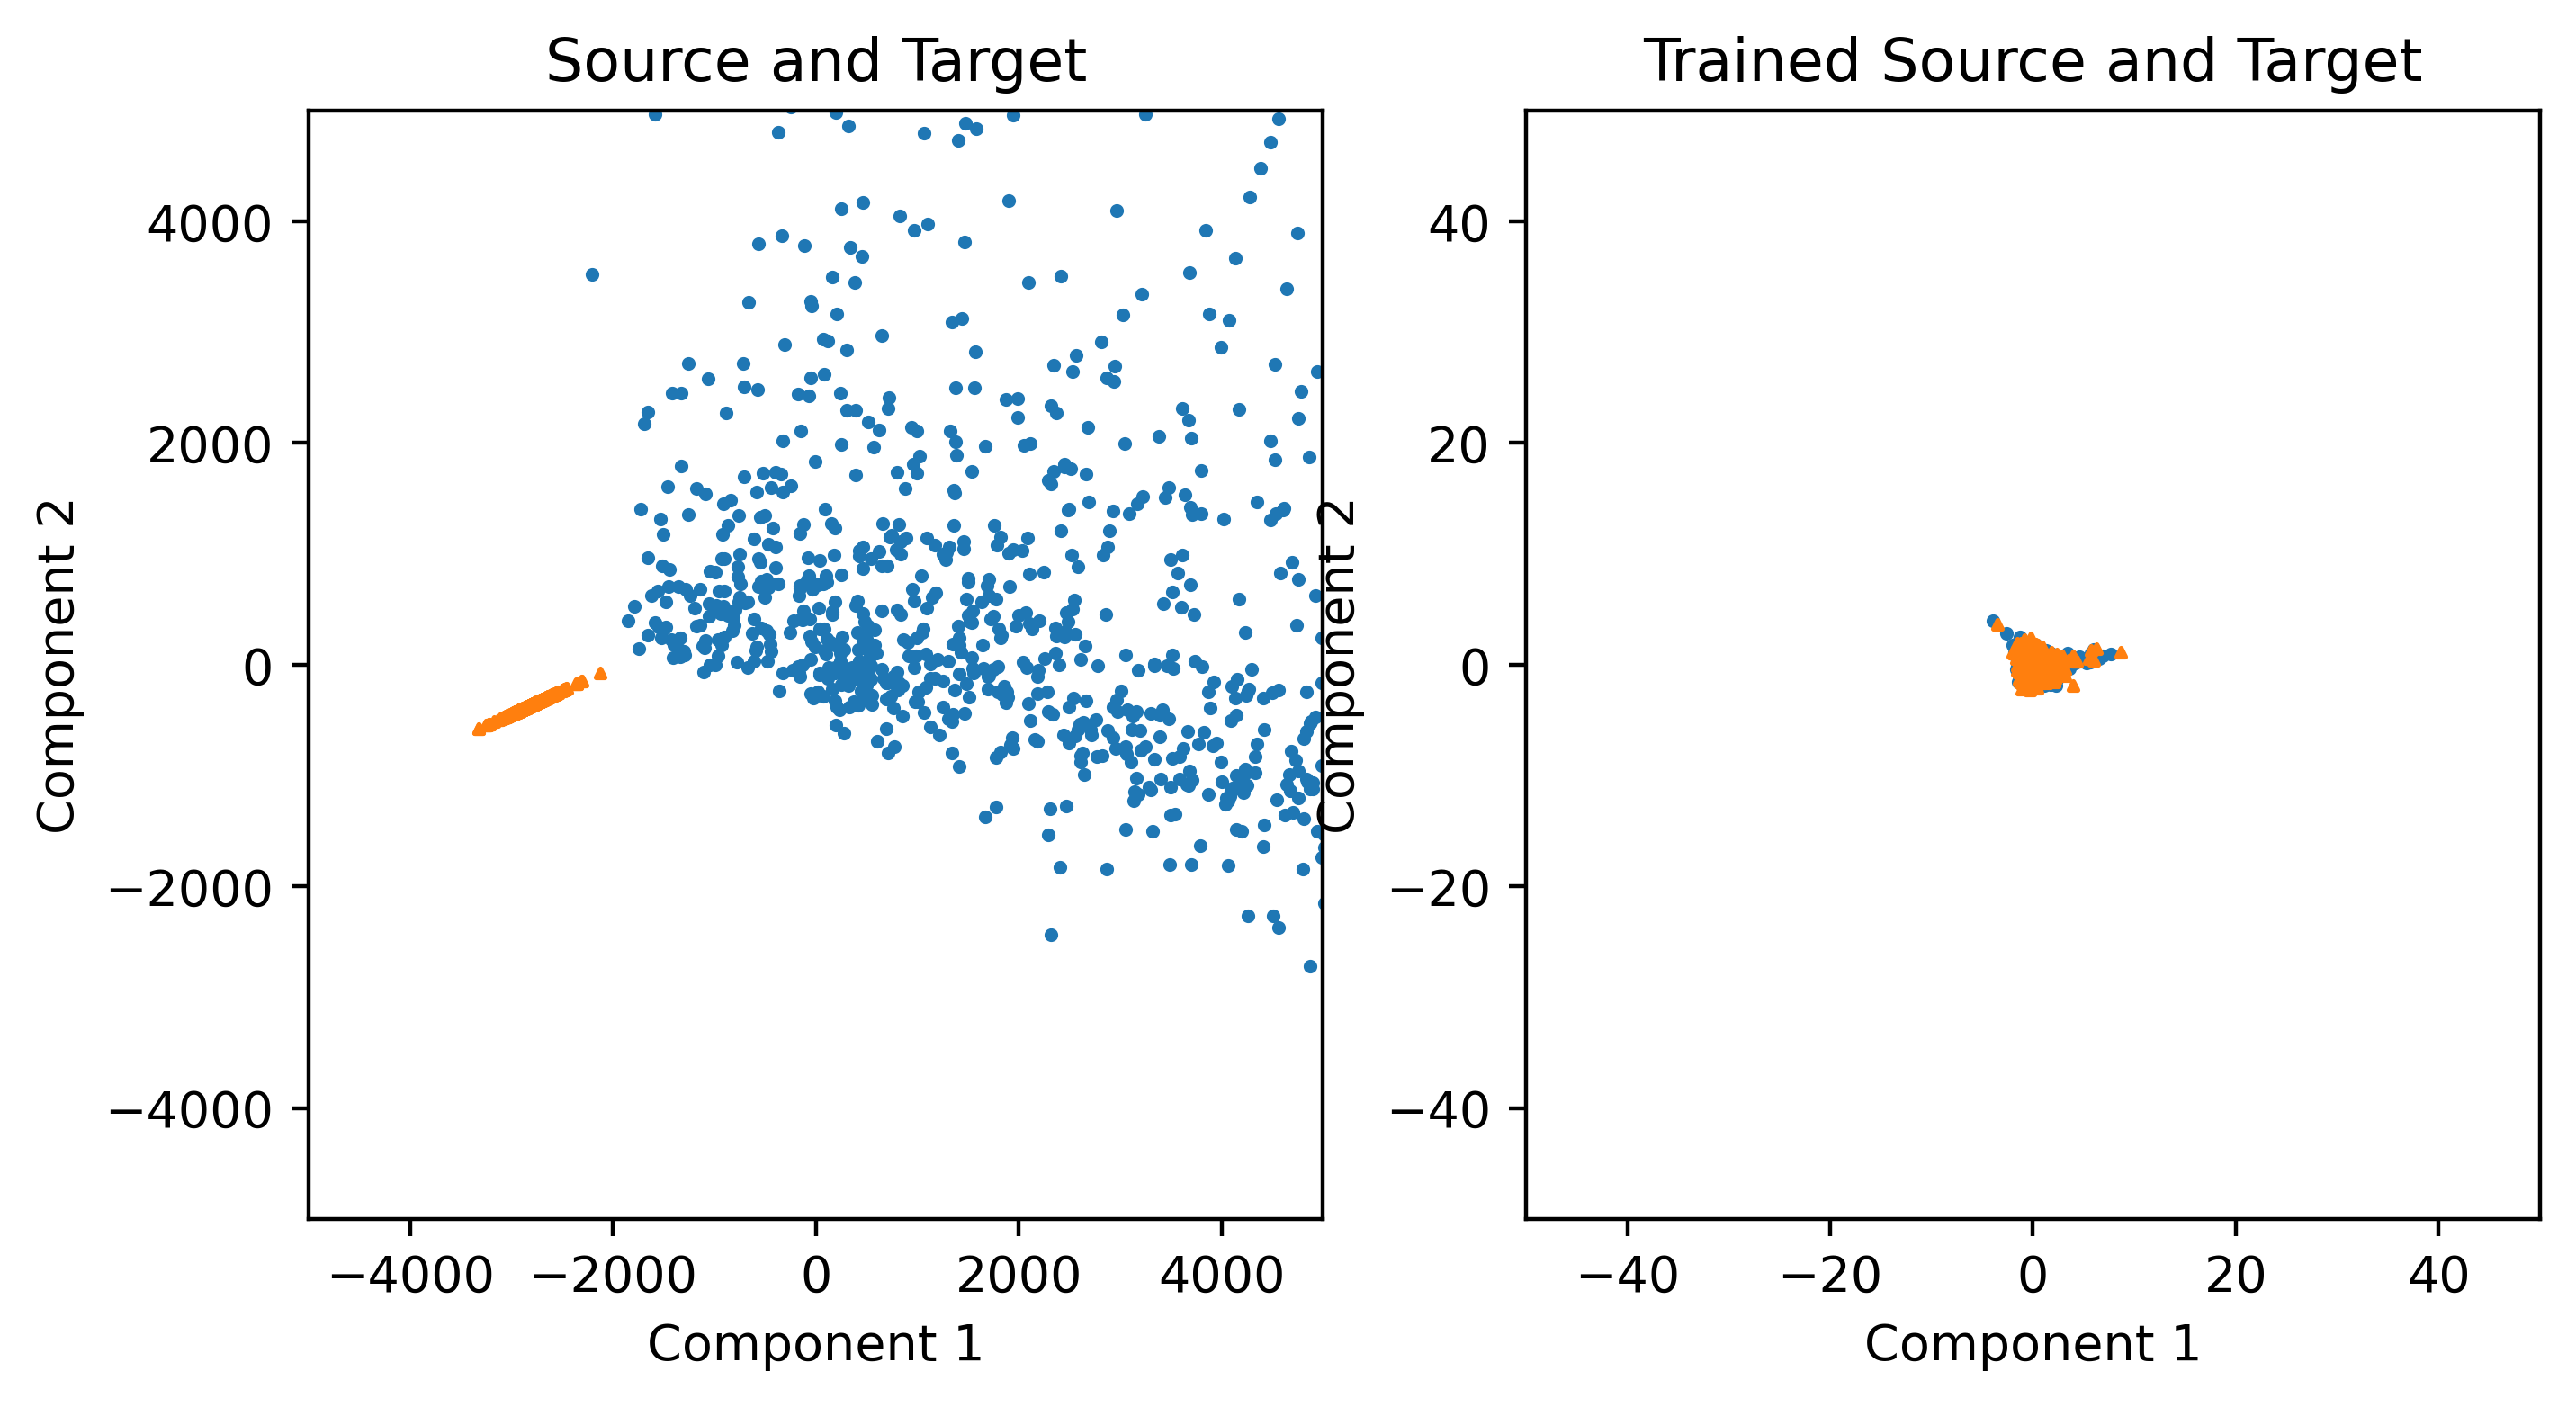 Source and Target
Component 2
4000
2000
0
−2000
−4000
−4000 −2000 0 2000 4000
Component 1
Trained Source and Target
Component 2
40
20
0
−20
−40
−40 −20 0 20 40
Component 1